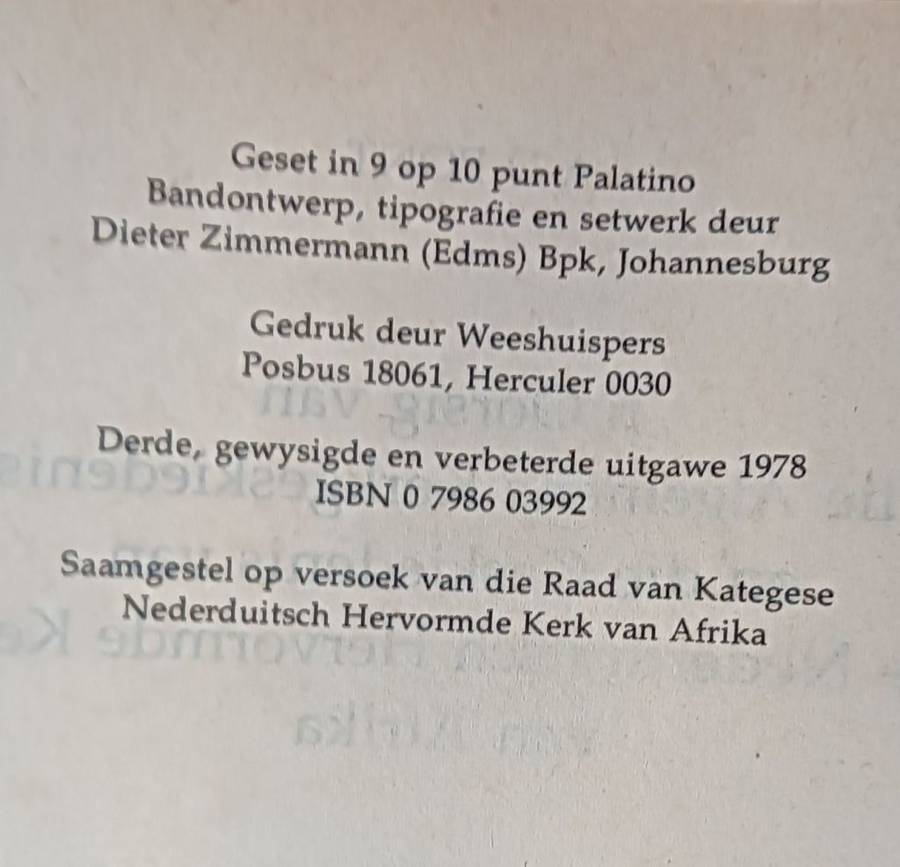 Geset in 9 op 10 punt Palatino
Bandontwerp, tipografie en setwerk deur
Dieter Zimmermann (Edms) Bpk, Johannesburg
Gedruk deur Weeshuispers
Posbus 18061, Herculer 0030
Derde, gewysigde en verbeterde uitgawe 1978
ISBN 0 7986 03992
Saamgestel op versoek van die Raad van Kategese
Nederduitsch Hervormde Kerk van Afrika